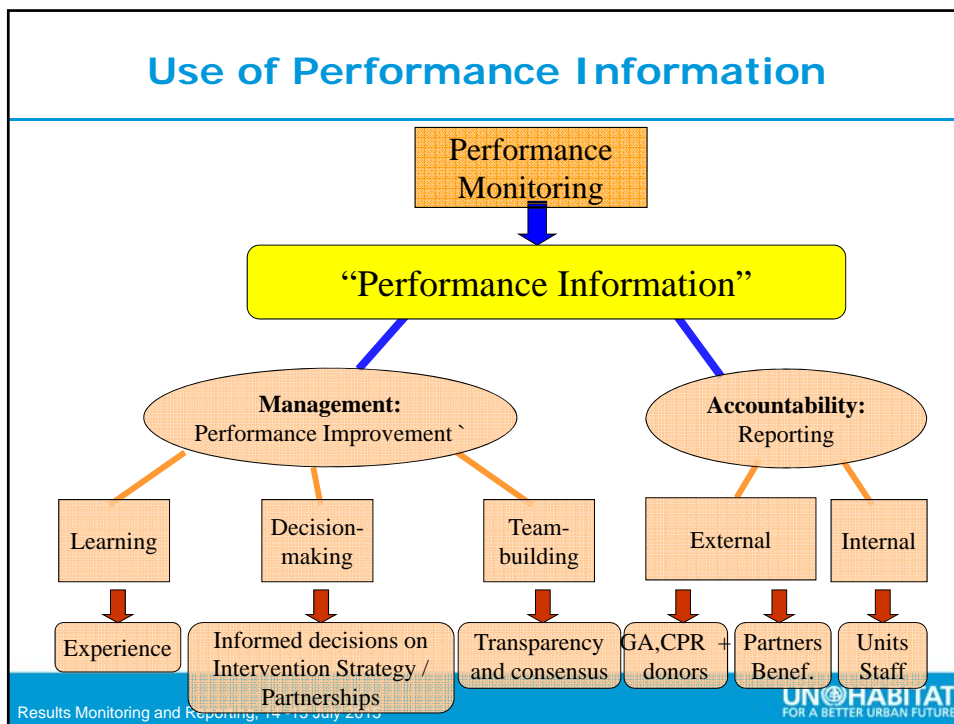 Use of Performance Information
Performance
Monitoring
“Performance Information”
Management:
Performance Improvement `
Accountability:
Reporting
Learning
Decision-
making
Team-
building
External
Internal
Experience
Informed decisions on
Intervention Strategy /
Partnerships
Transparency
and consensus
GA,CPR +
donors
Partners
Benef.
Units
Staff
Results Monitoring and Reporting, 14 -15 July 2015
UN HABITAT
FOR A BETTER URBAN FUTURE